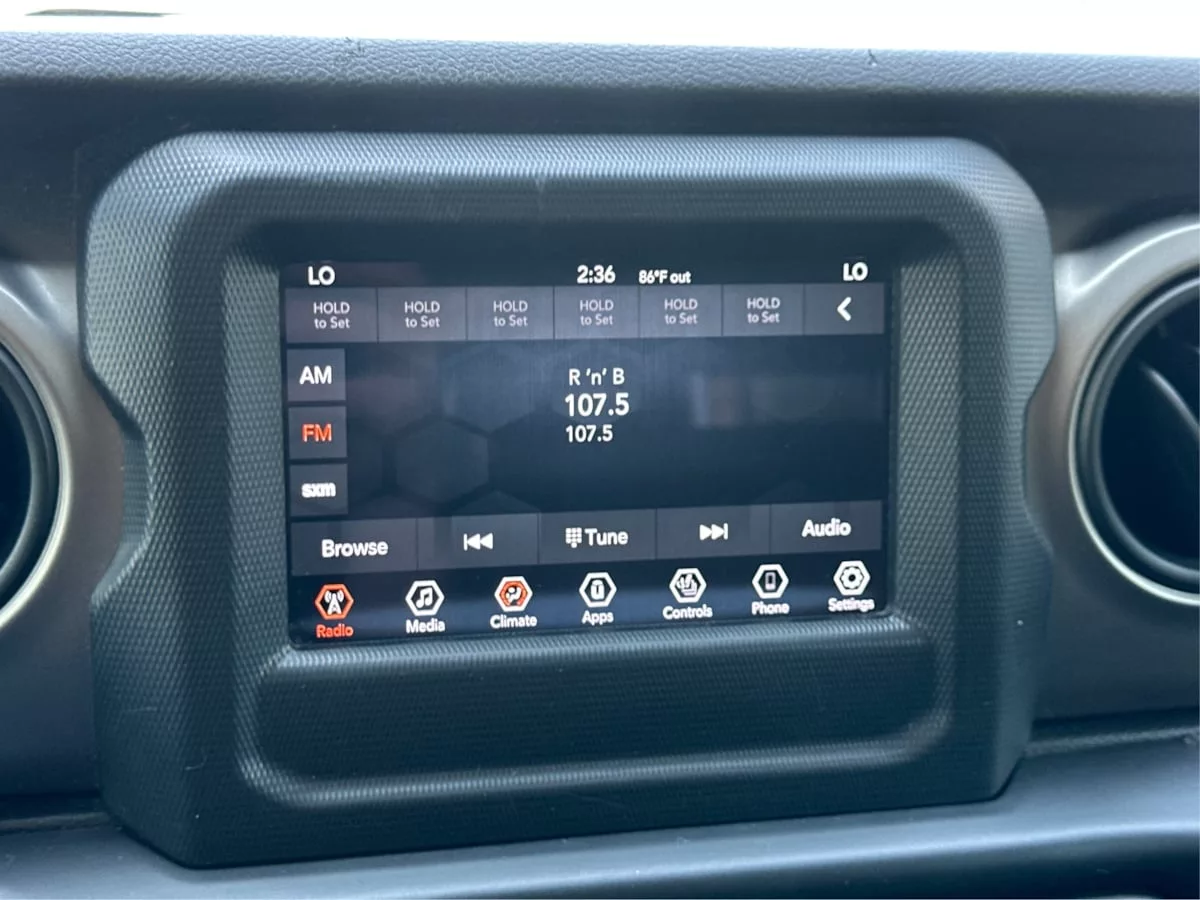 LO 2:36 86°F out LO
HOLD HOLD HOLD HOLD HOLD HOLD
to Set to Set to Set to Set to Set to Set
AM
R 'n' B
107.5
FM
107.5
sxm
Browse Tune Audio
Radio Media Climate Apps Controls Phone Settings